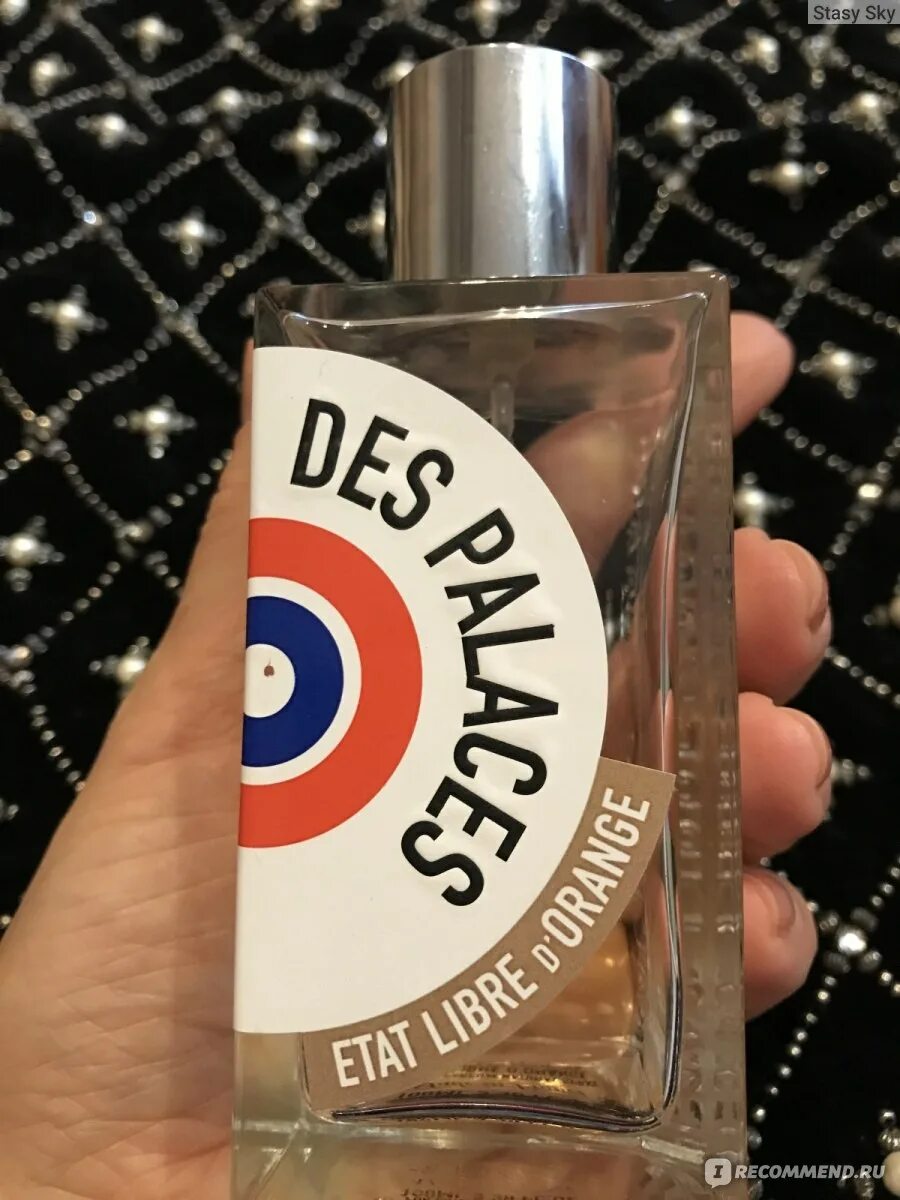 Stasy Sky
DES PALACES
ETAT LIBRE D'ORANGE
IRECOMMEND.RU